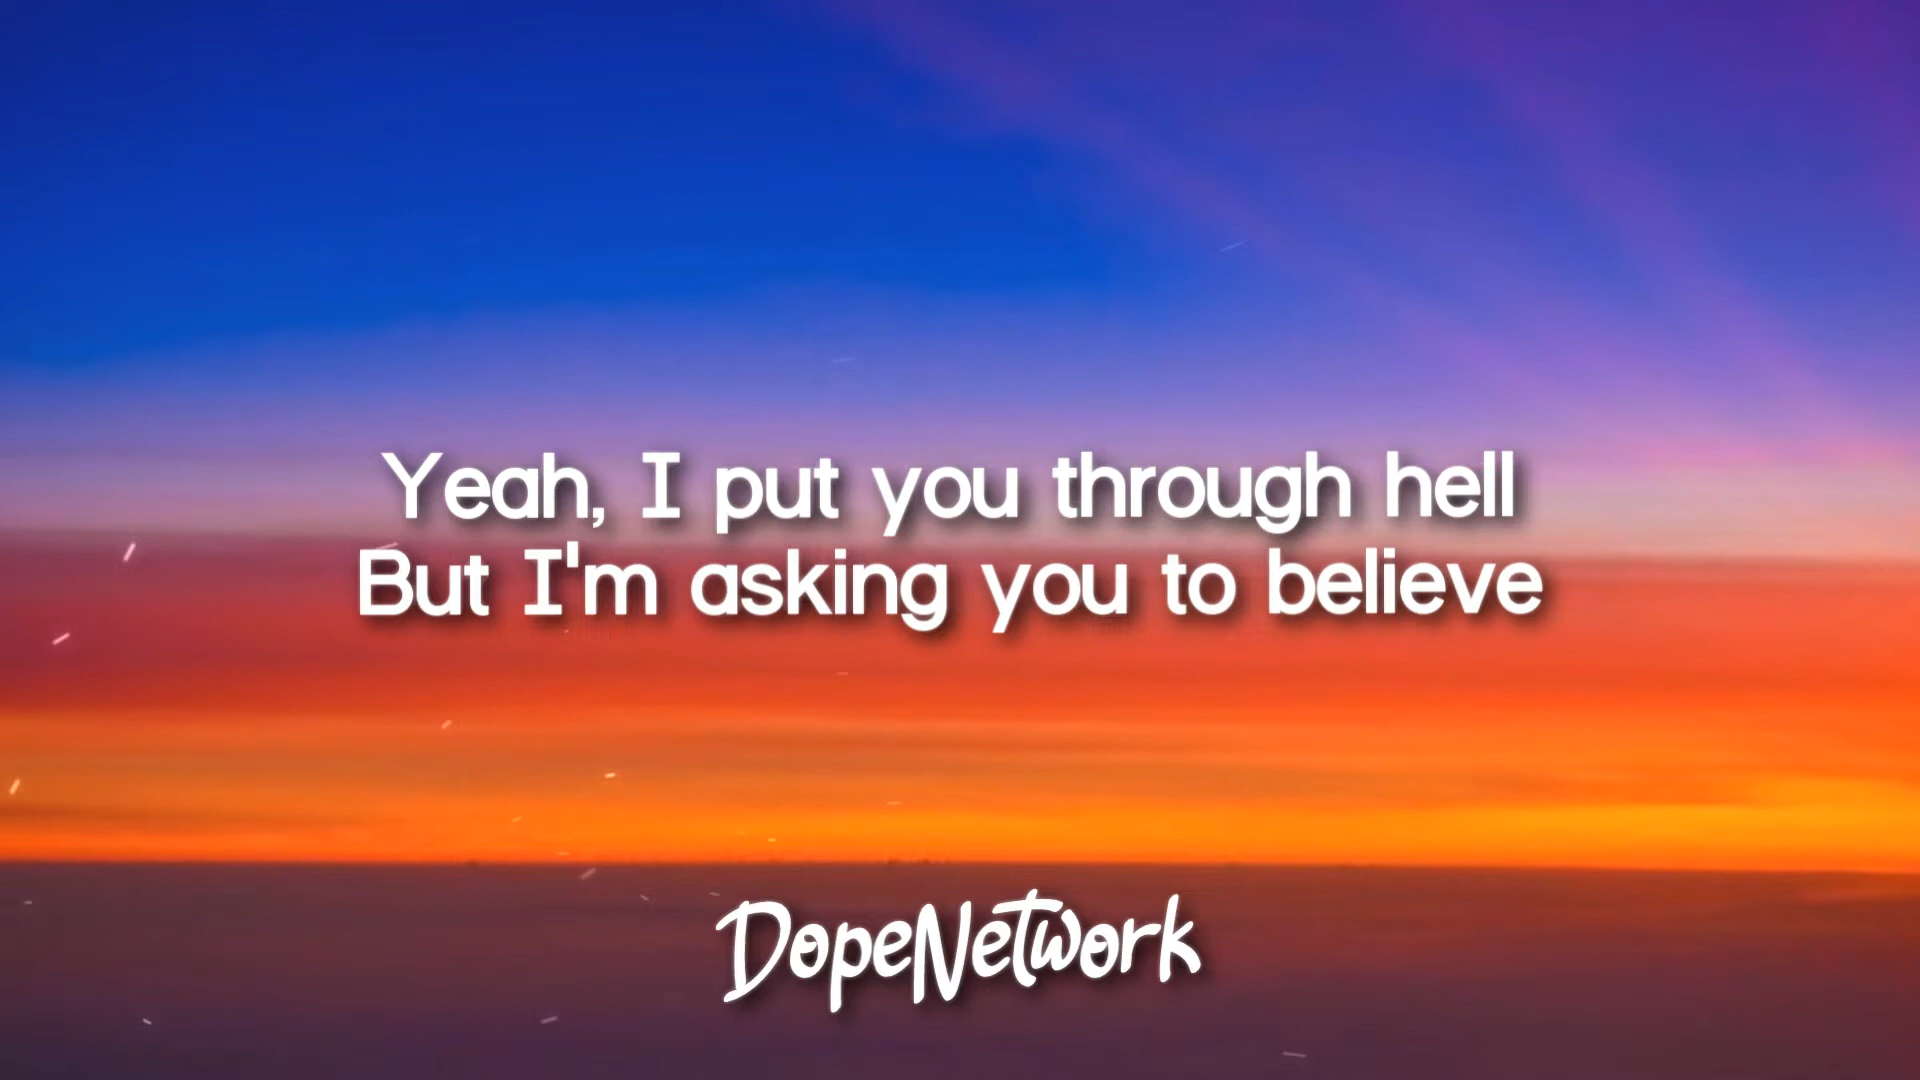 Yeah, I put you through hell
But I'm asking you to believe
DopeNetwork